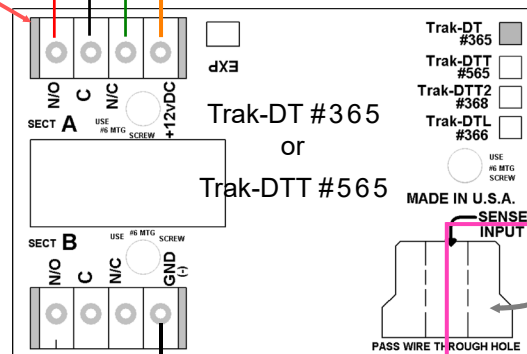 N/O
C
N/C
+12vDC
EXP
SECT A
USE
#6 MTG
SCREW
Trak-DT #365
or
Trak-DTT #565
Trak-DT
#365
Trak-DTT
#565
Trak-DTT2
#368
Trak-DTL
#366
USE
#6 MTG
SCREW
MADE IN U.S.A.
SENSE
INPUT
SECT B
USE
#6 MTG
SCREW
N/O
C
N/C
GND
(-)
PASS WIRE THROUGH HOLE